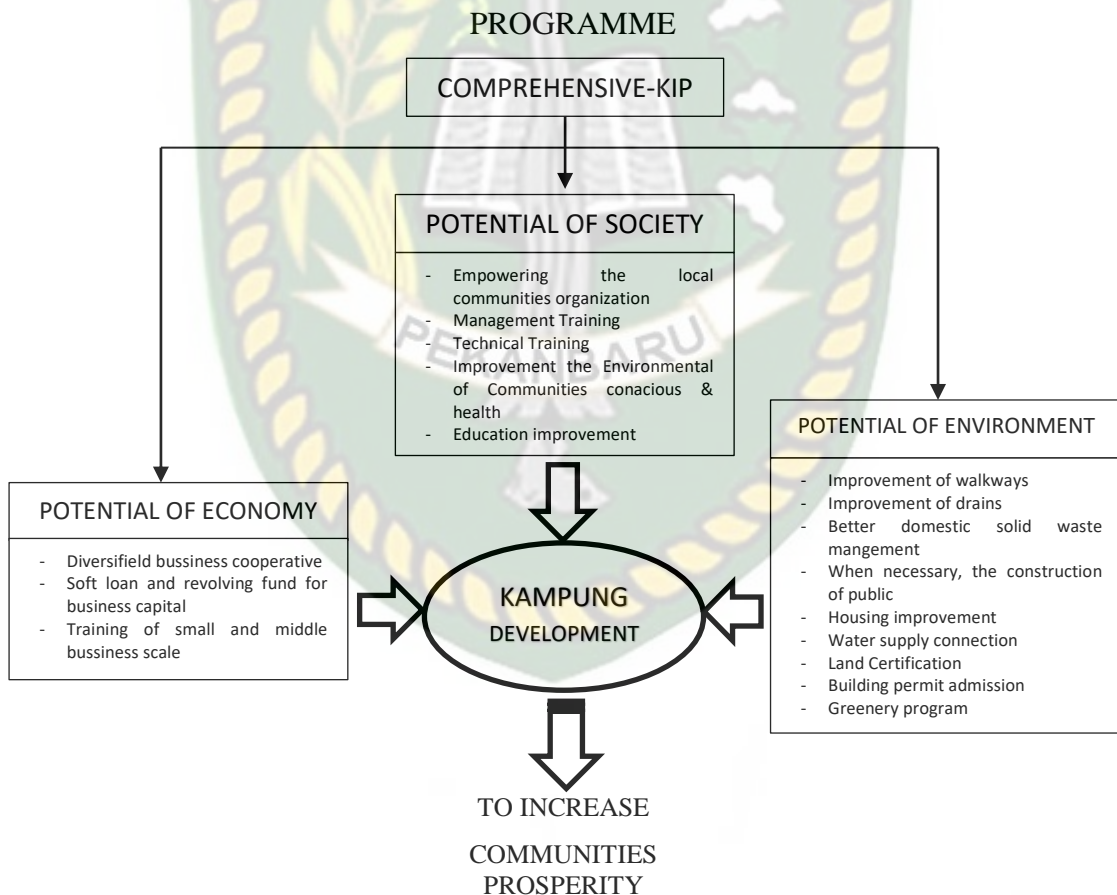 PROGRAMME
COMPREHENSIVE-KIP
POTENTIAL OF SOCIETY
- Empowering the local
communities organization
- Management Training
- Technical Training
- Improvement the Environmental
of Communities conacious &
health
- Education improvement
PEKANBARU
POTENTIAL OF ECONOMY
- Diversifield bussiness cooperative
- Soft loan and revolving fund for
business capital
- Training of small and middle
bussiness scale
POTENTIAL OF ENVIRONMENT
- Improvement of walkways
- Improvement of drains
- Better domestic solid waste
mangement
- When necessary, the construction
of public
- Housing improvement
- Water supply connection
- Land Certification
- Building permit admission
- Greenery program
KAMPUNG
DEVELOPMENT
TO INCREASE
COMMUNITIES
PROSPERITY